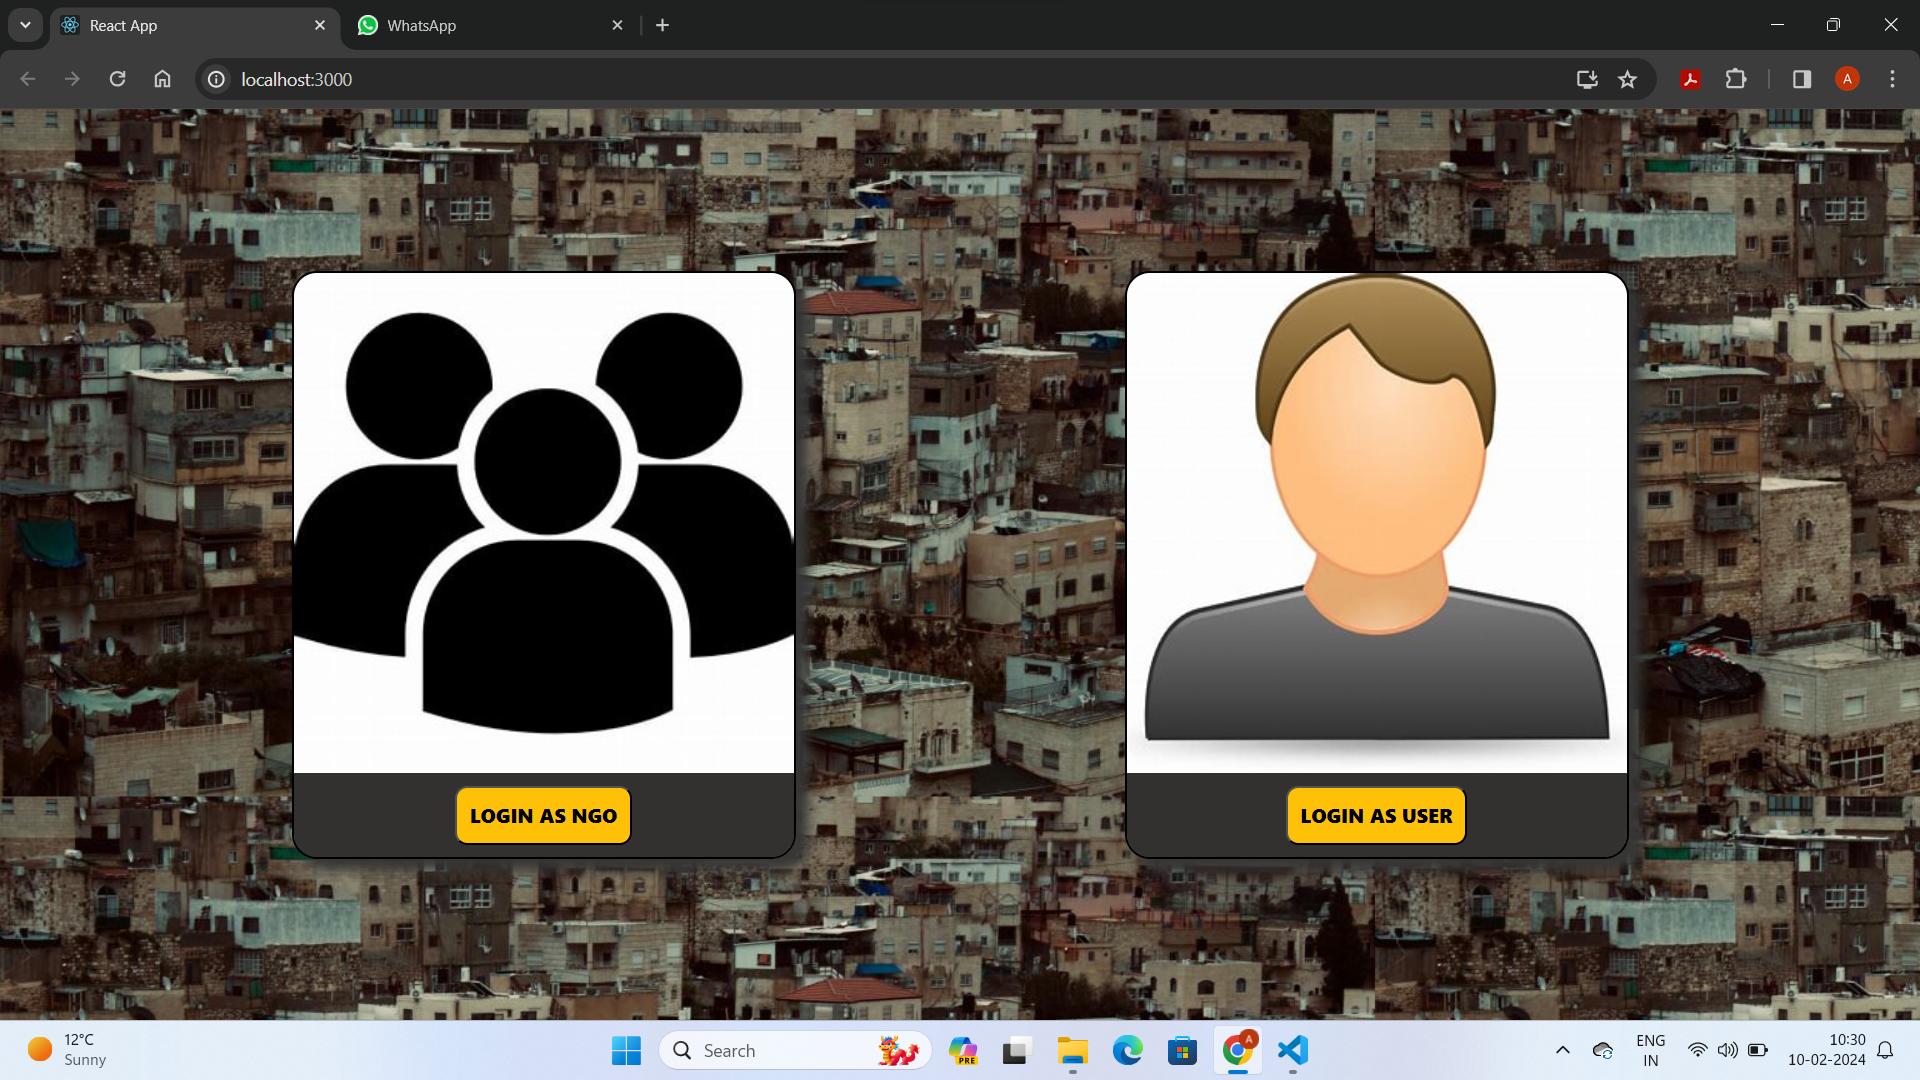 React App
WhatsApp
localhost:3000
A
LOGIN AS NGO
LOGIN AS USER
12°C
Sunny
Search
PRE
A
ENG
IN
10:30
10-02-2024